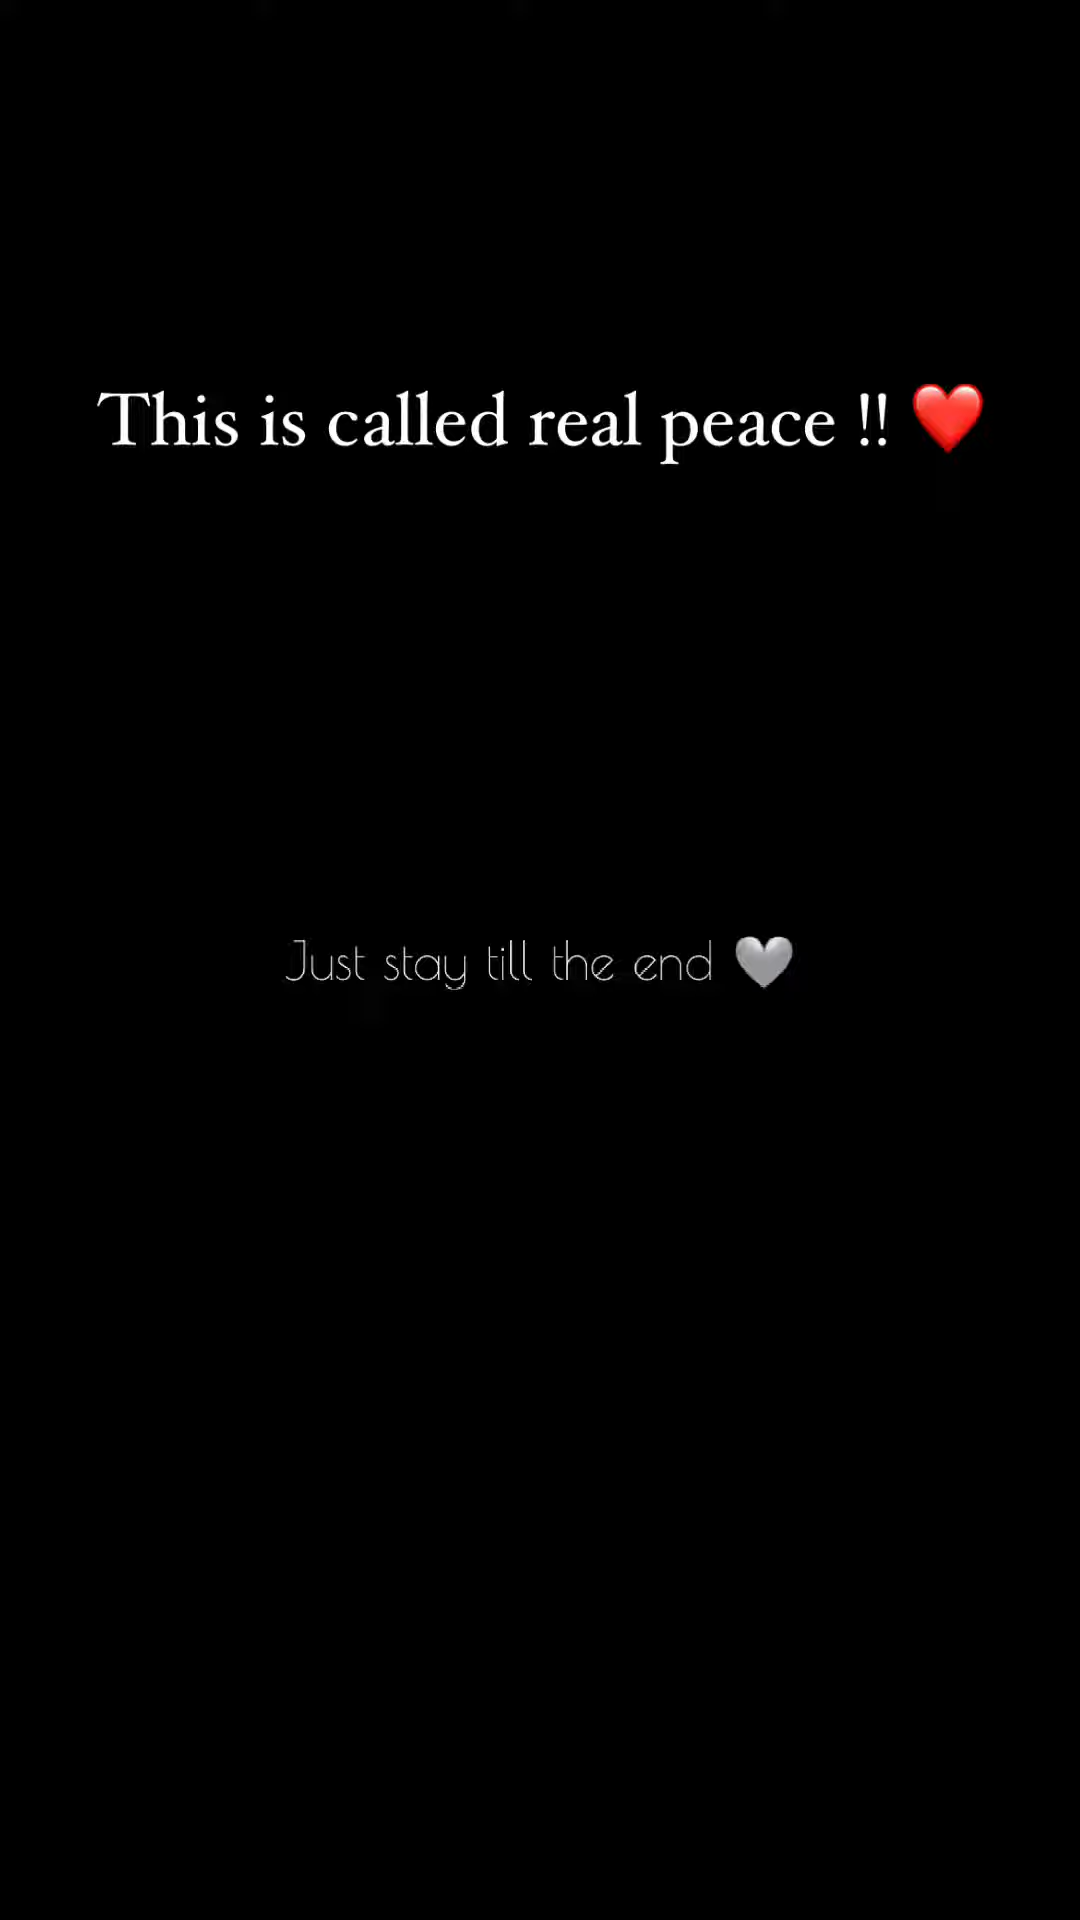 This is called real peace !! ❤️
Just stay till the end 🤍